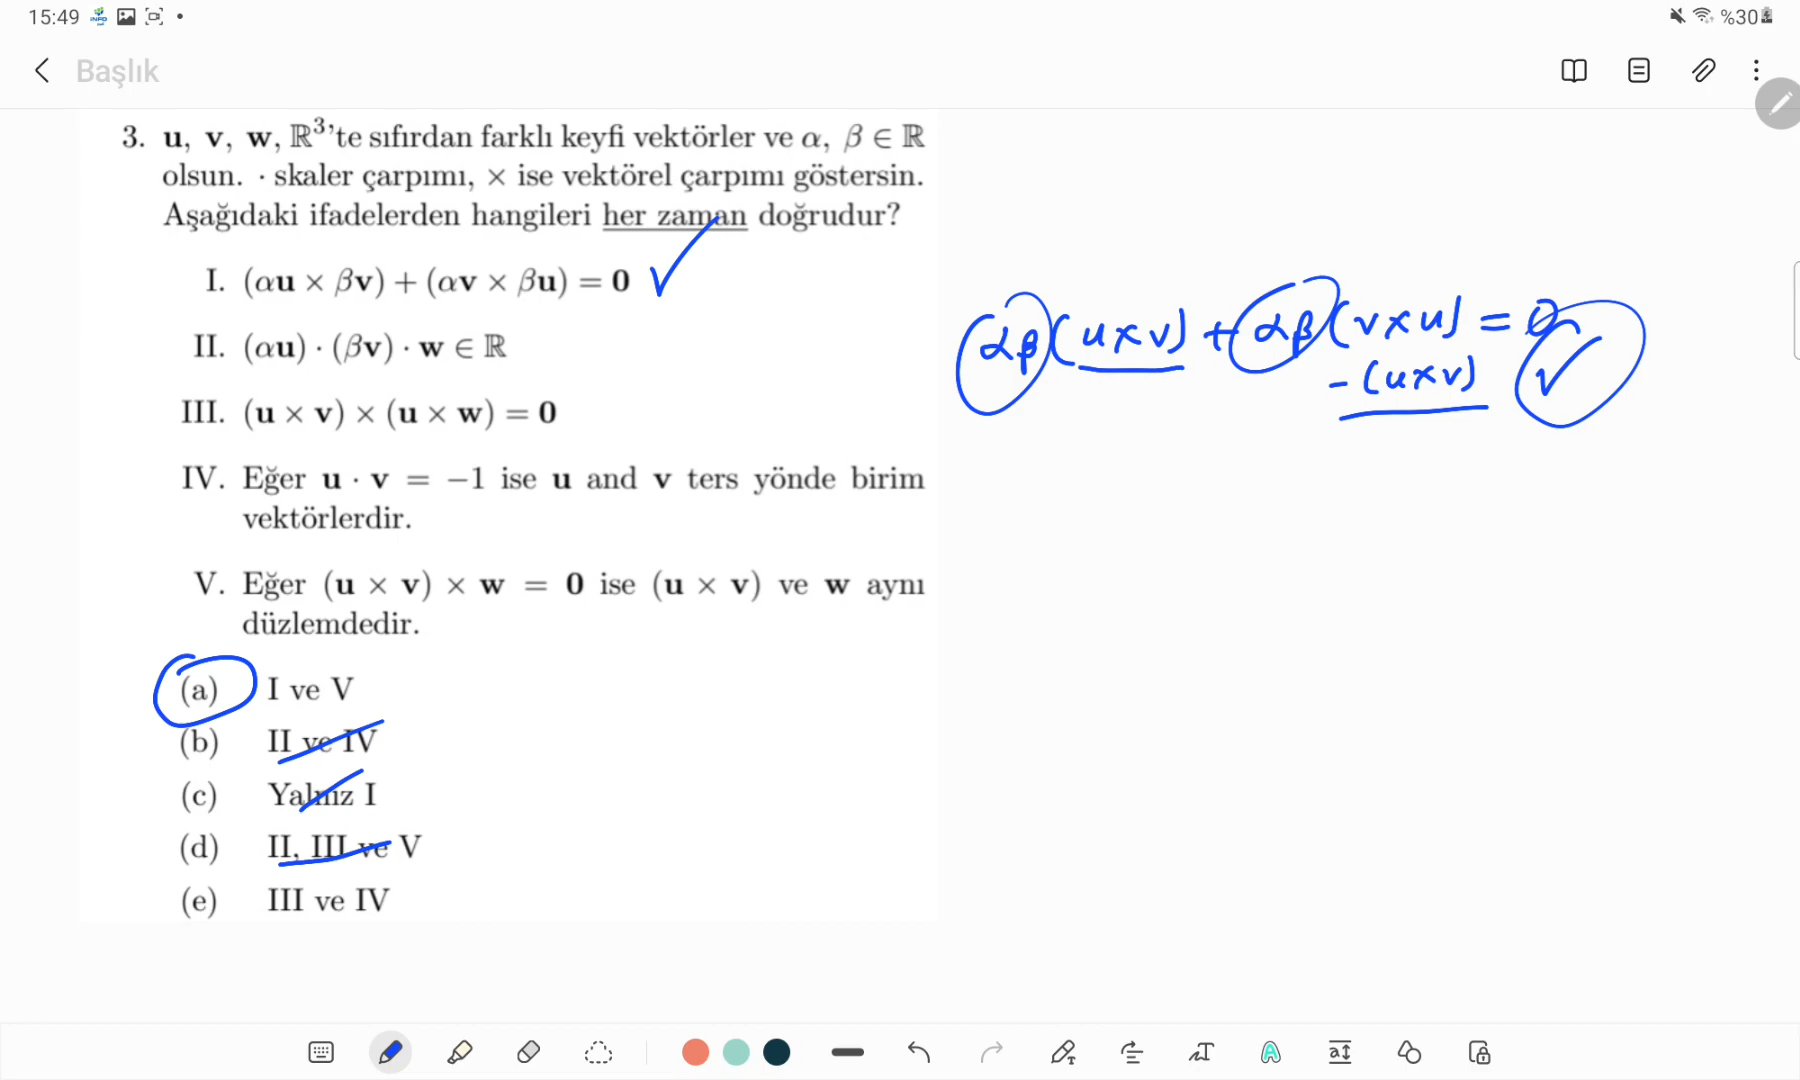 15:49
%30
Başlık
3. u, v, w, ℝ³'te sıfırdan farklı keyfi vektörler ve α, β ∈ ℝ
olsun. · skaler çarpımı, × ise vektörel çarpımı göstersin.
Aşağıdaki ifadelerden hangileri her zaman doğrudur?
I. (αu × βv) + (αv × βu) = 0
II. (αu) · (βv) · w ∈ ℝ
III. (u × v) × (u × w) = 0
IV. Eğer u · v = −1 ise u and v ters yönde birim
vektörlerdir.
V. Eğer (u × v) × w = 0 ise (u × v) ve w aynı
düzlemdedir.
(a) I ve V
(b) II ve IV
(c) Yalnız I
(d) II, III ve V
(e) III ve IV
αβ(u×v) + αβ(v×u) = 0
−(u×v)